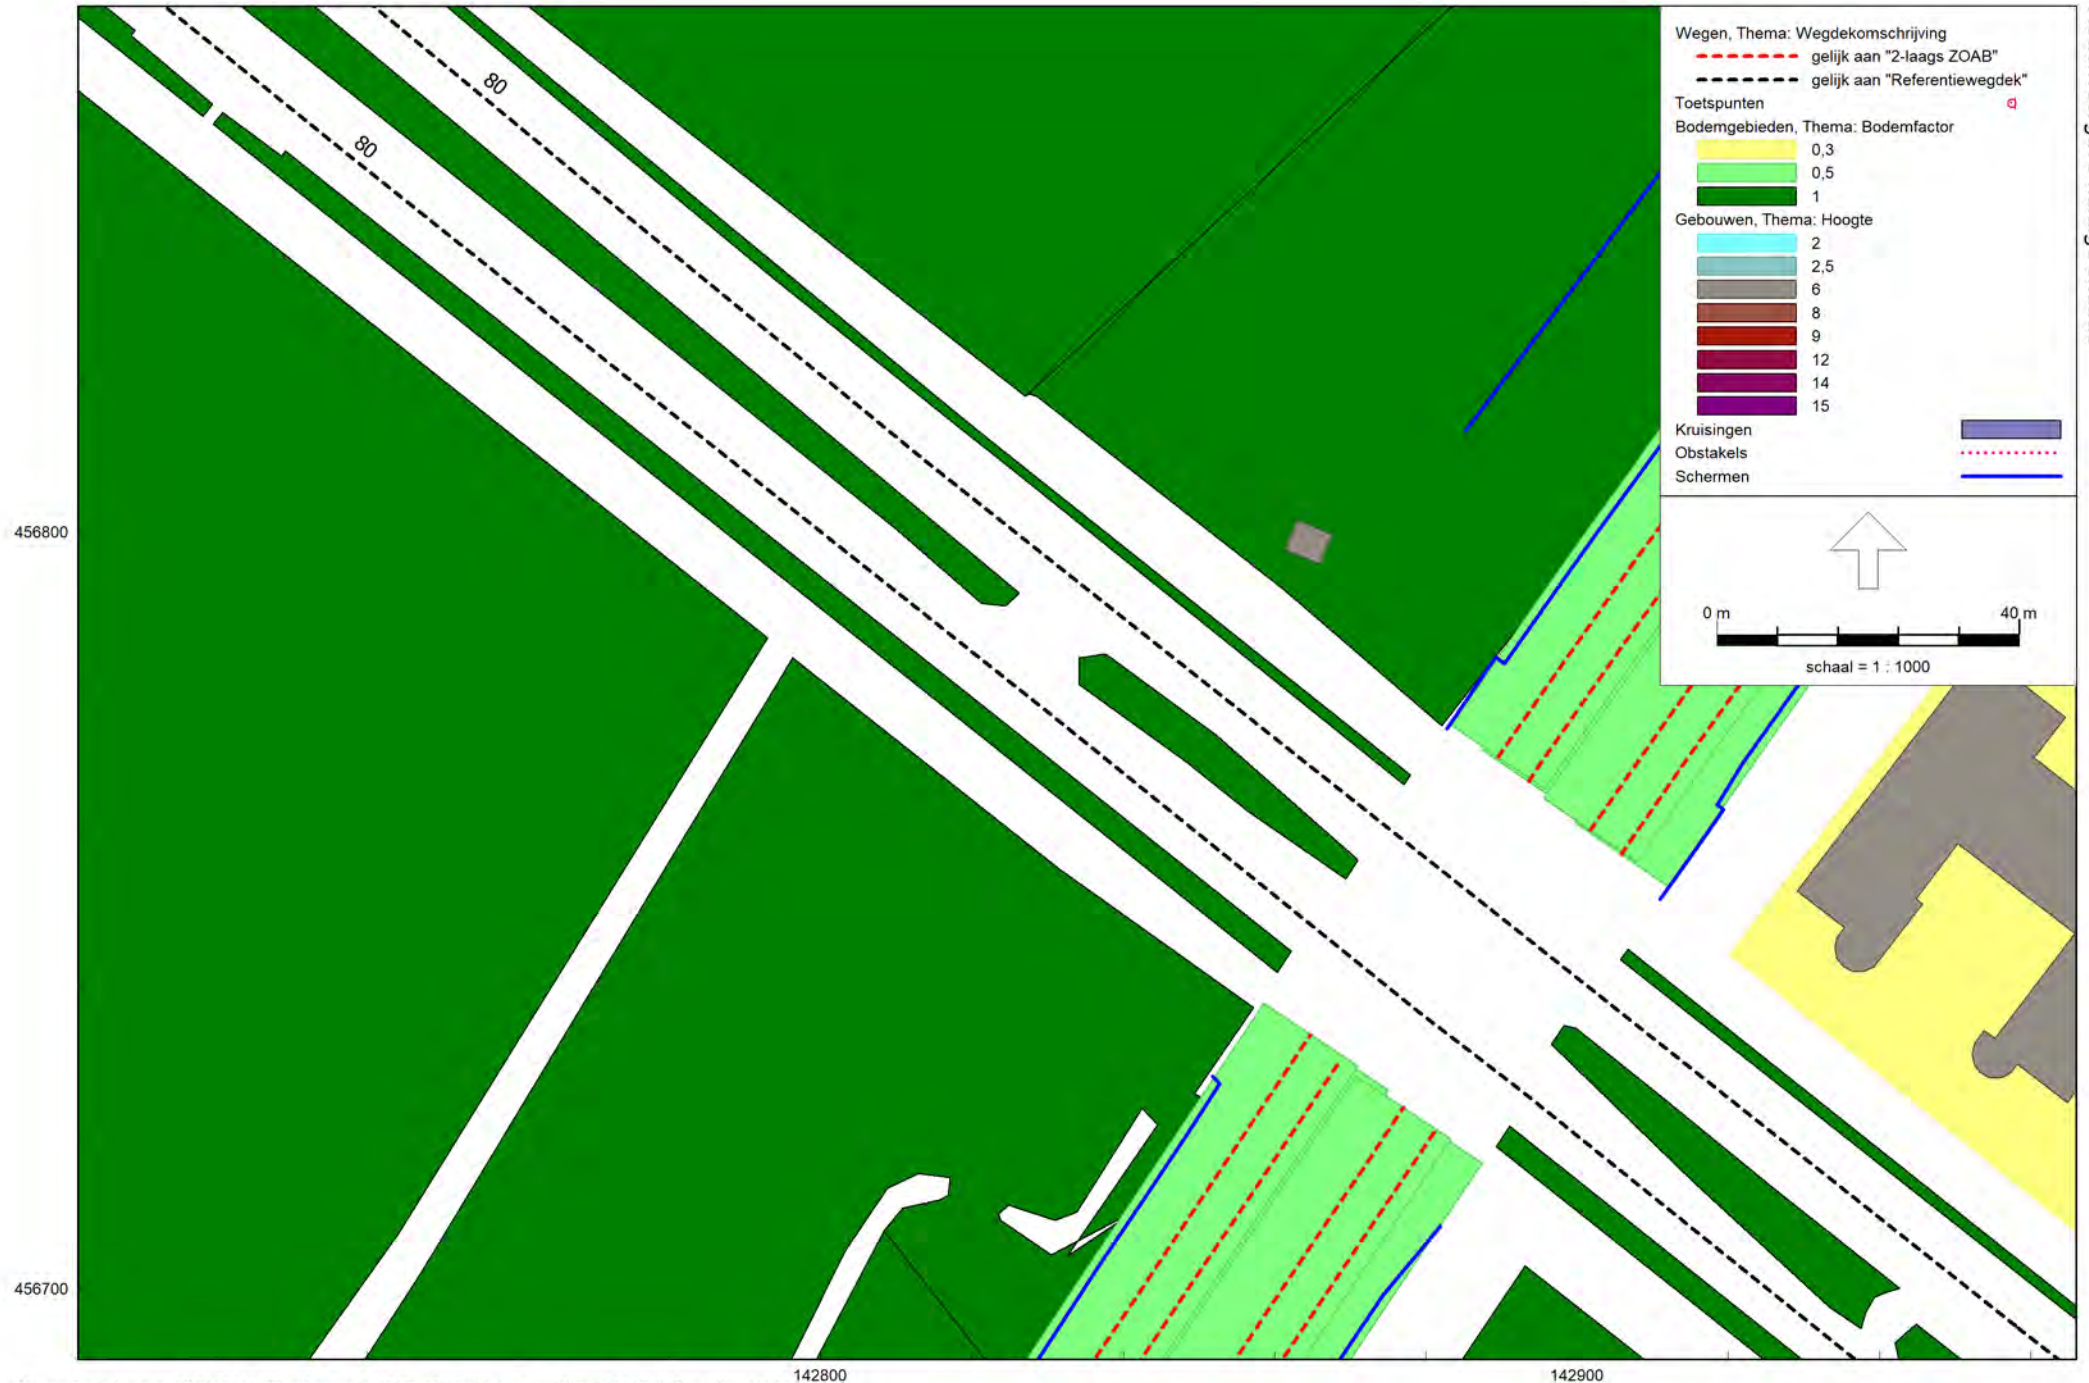 Wegen, Thema: Wegdekomschrijving
gelijk aan "2-laags ZOAB"
gelijk aan "Referentiewegdek"
Toetspunten
Bodemgebieden, Thema: Bodemfactor
0,3
0,5
1
Gebouwen, Thema: Hoogte
2
2,5
6
8
9
12
14
15
Kruisingen
Obstakels
Schermen
0 m 40 m
schaal = 1 : 1000
80
80
456800
456700
142800
142900